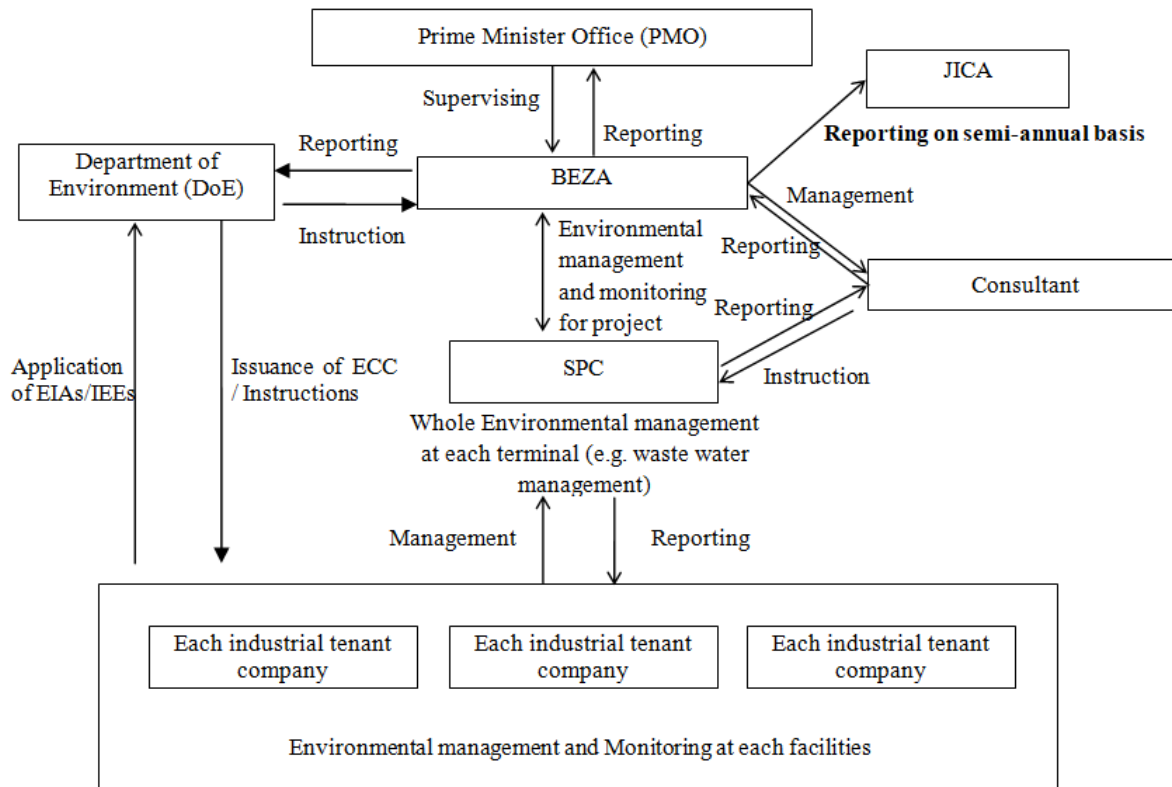 Prime Minister Office (PMO)
JICA
Supervising
Reporting
Reporting on semi-annual basis
Reporting
Department of
Environment (DoE)
BEZA
Management
Instruction
Environmental
management
and monitoring
for project
Reporting
Consultant
Reporting
Application
of EIAs/IEEs
Issuance of ECC
/ Instructions
SPC
Instruction
Whole Environmental management
at each terminal (e.g. waste water
management)
Management
Reporting
Each industrial tenant
company
Each industrial tenant
company
Each industrial tenant
company
Environmental management and Monitoring at each facilities